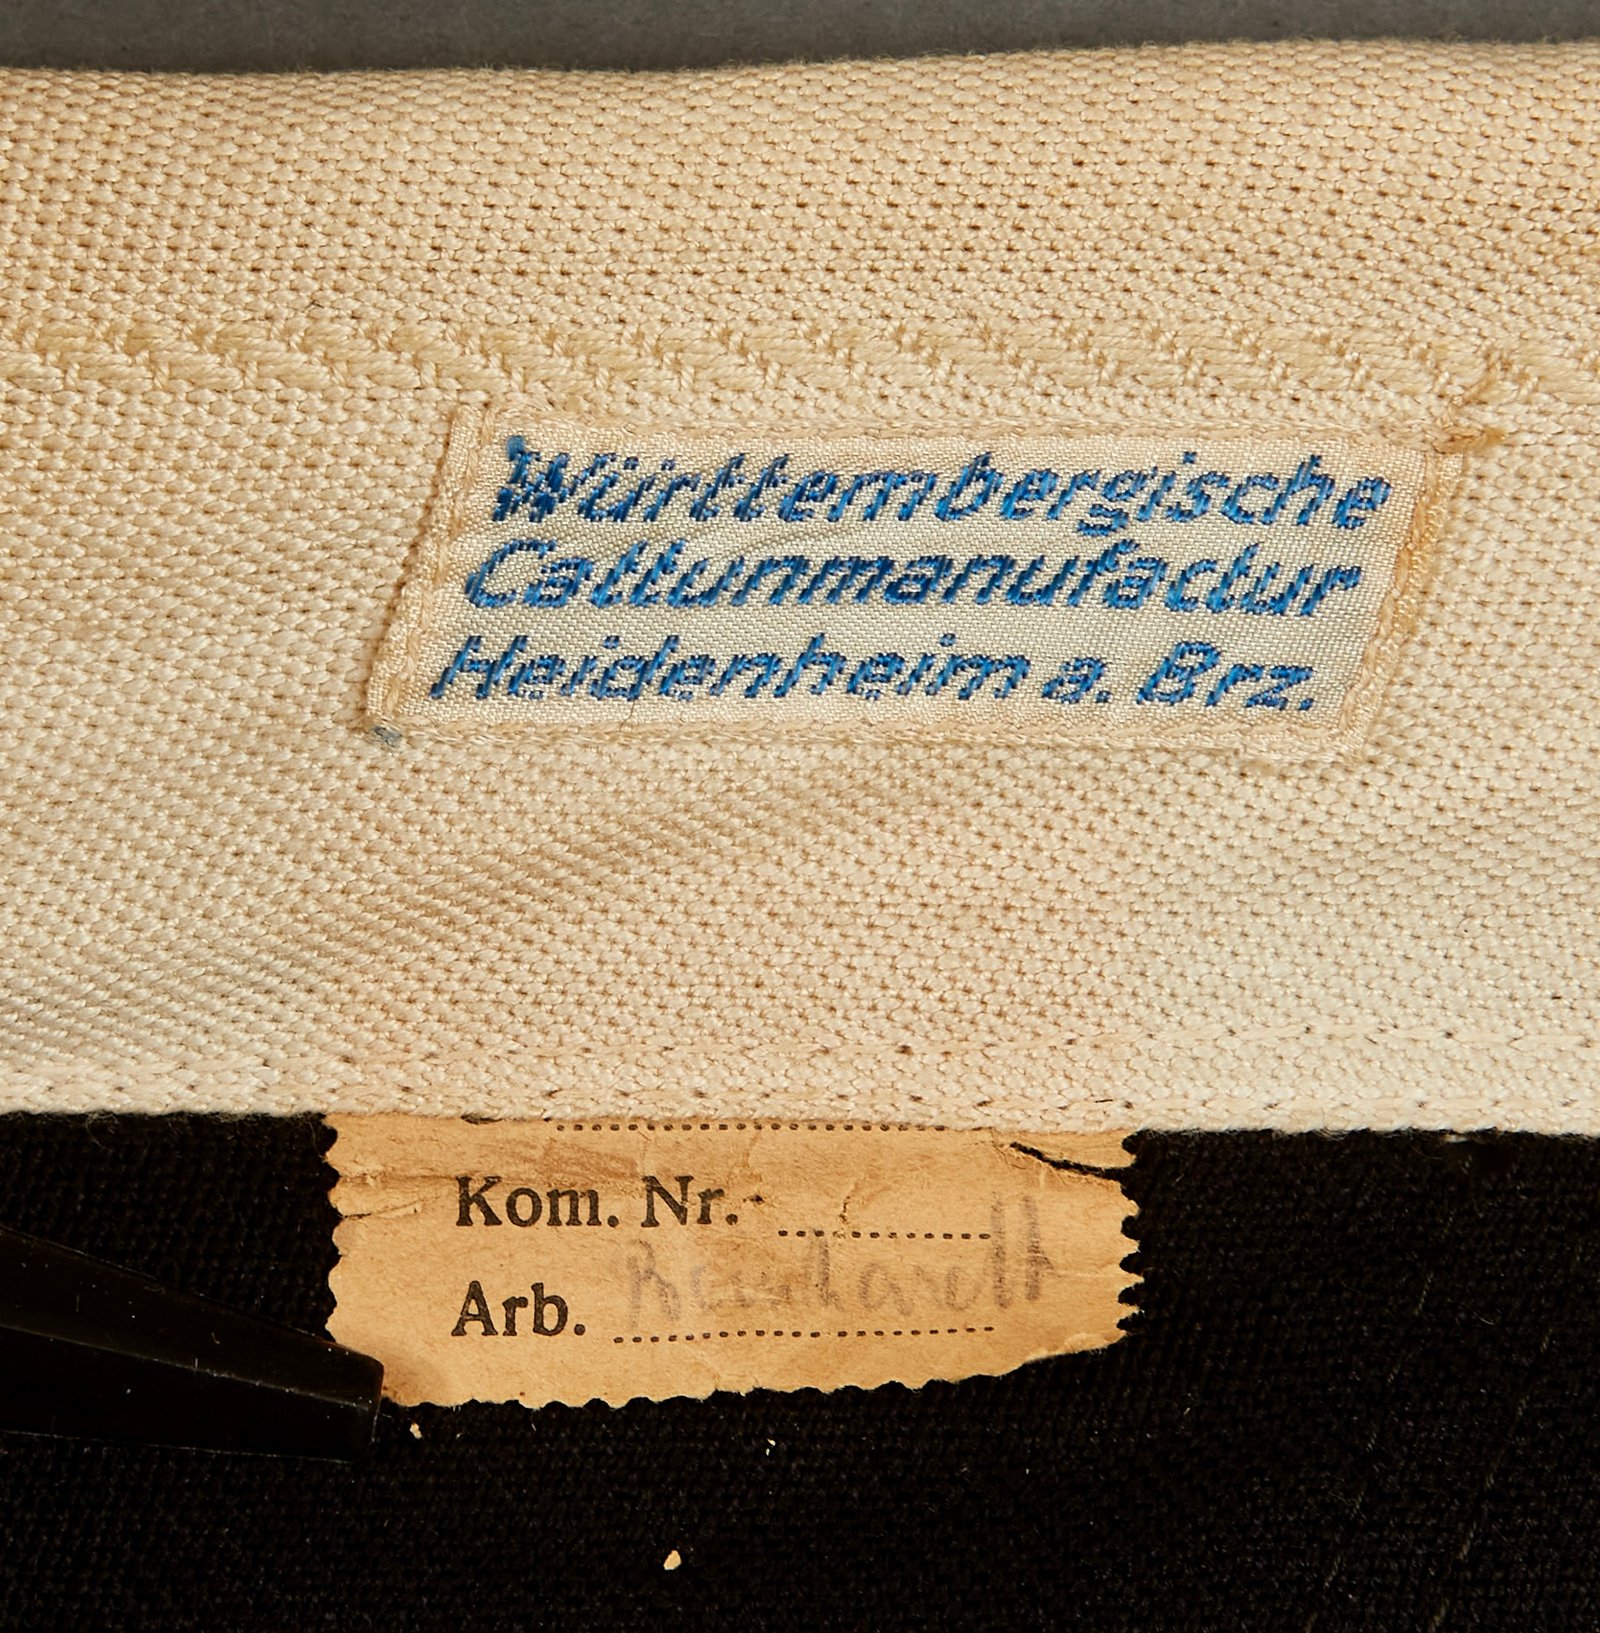 Württembergische
Cattunmanufactur
Heidenheim a. Brz.
Kom. Nr.
Arb.